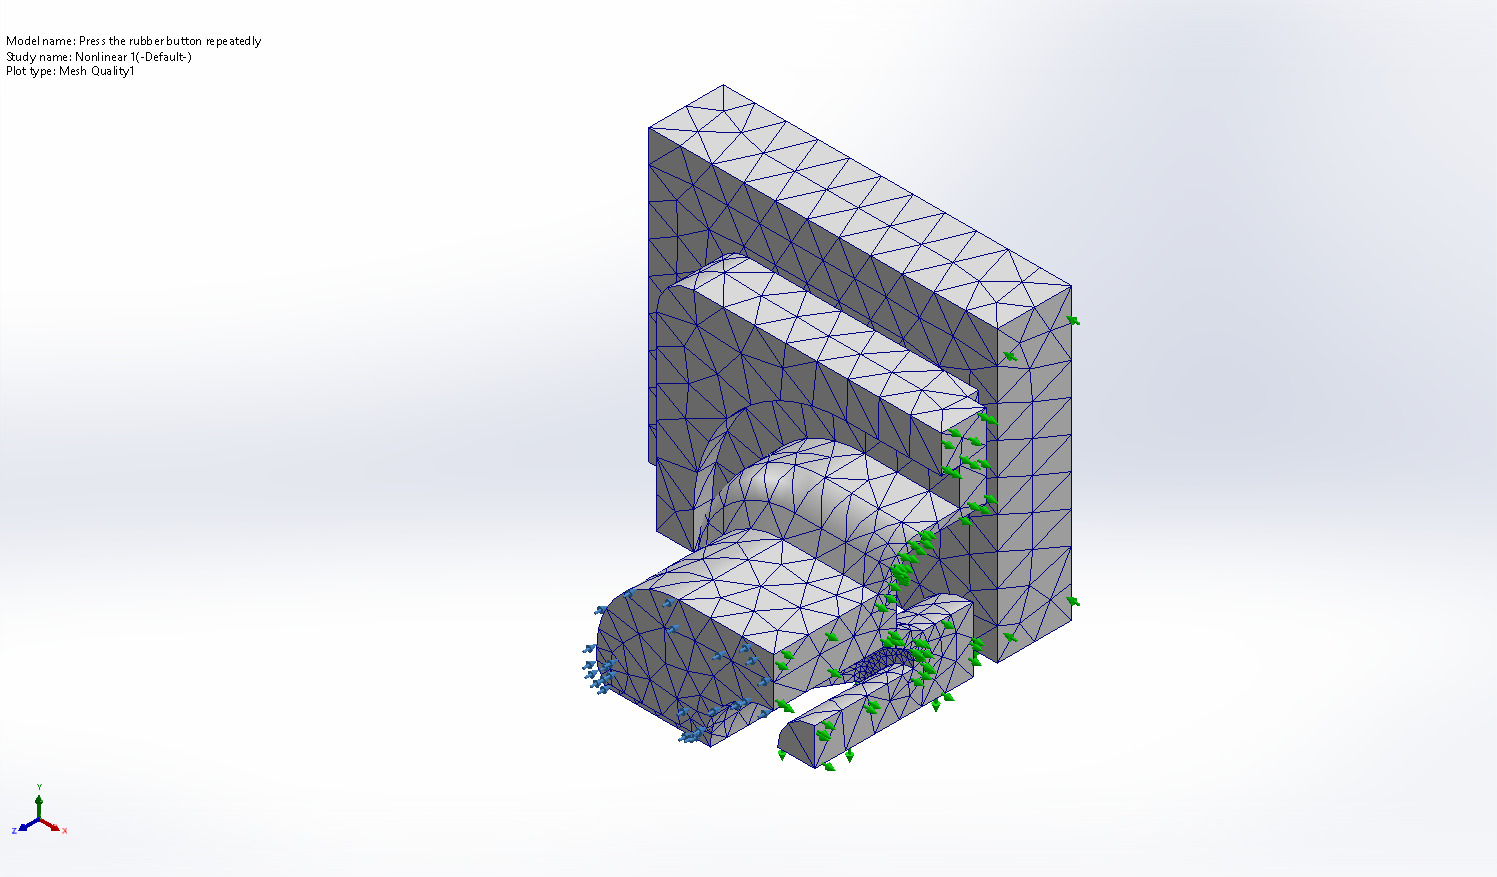 Model name: Press the rubber button repeatedly
Study name: Nonlinear 1(-Default-)
Plot type: Mesh Quality1
Y
Z
X